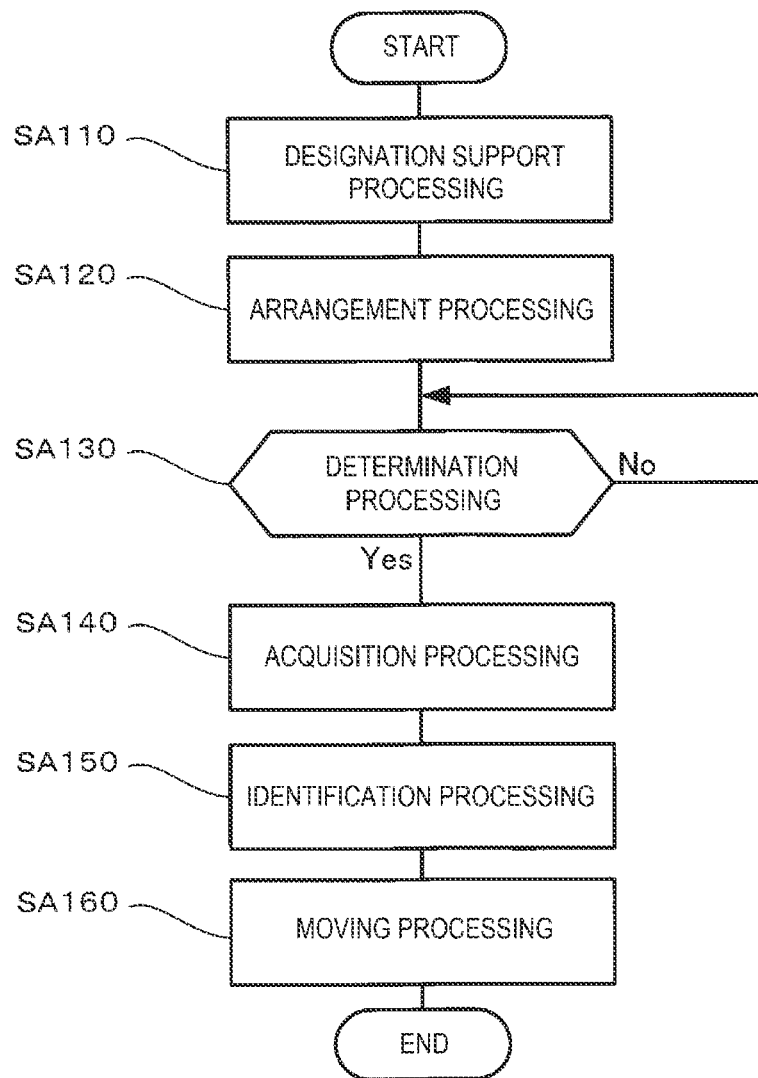 START
SA110
DESIGNATION SUPPORT
PROCESSING
SA120
ARRANGEMENT PROCESSING
SA130
DETERMINATION
PROCESSING
No
Yes
SA140
ACQUISITION PROCESSING
SA150
IDENTIFICATION PROCESSING
SA160
MOVING PROCESSING
END